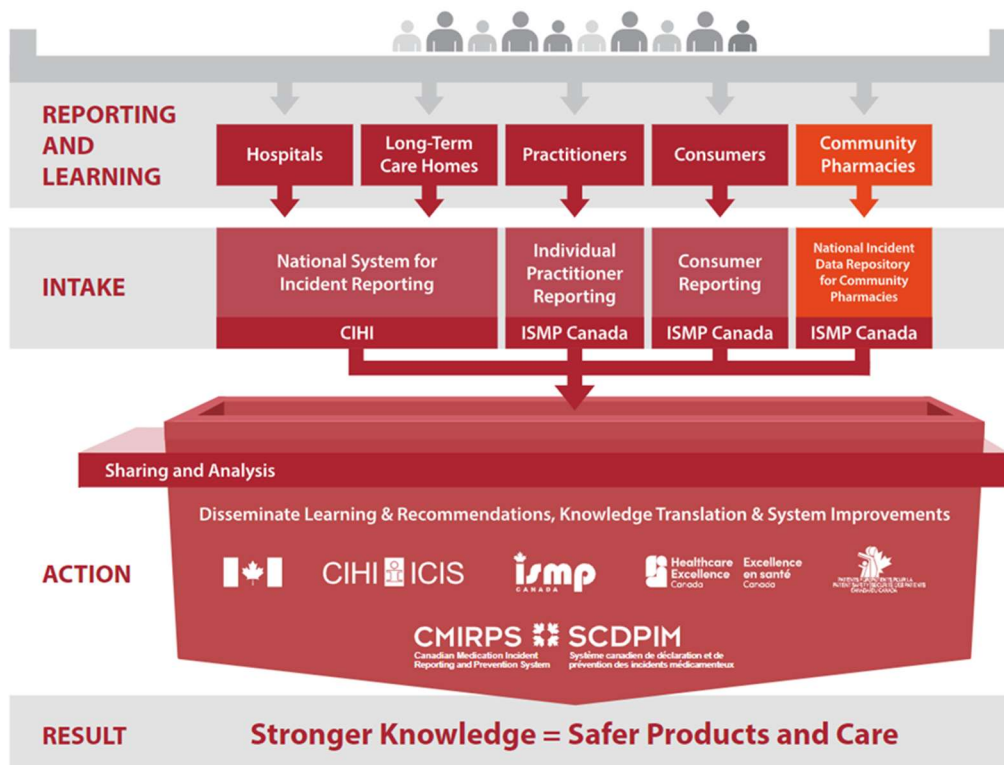 REPORTING
AND
LEARNING
Hospitals
Long-Term
Care Homes
Practitioners
Consumers
Community
Pharmacies
INTAKE
National System for
Incident Reporting
CIHI
Individual
Practitioner
Reporting
ISMP Canada
Consumer
Reporting
ISMP Canada
National Incident
Data Repository
for Community
Pharmacies
ISMP Canada
Sharing and Analysis
ACTION
Disseminate Learning & Recommendations, Knowledge Translation & System Improvements
CIHI ICIS
ismp
CANADA
Healthcare
Excellence
Canada
Excellence
en santé
Canada
CMIRPS
Canadian Medication Incident
Reporting and Prevention System
SCDPIM
Système canadien de déclaration et de
prévention des incidents médicamenteux
RESULT
Stronger Knowledge = Safer Products and Care